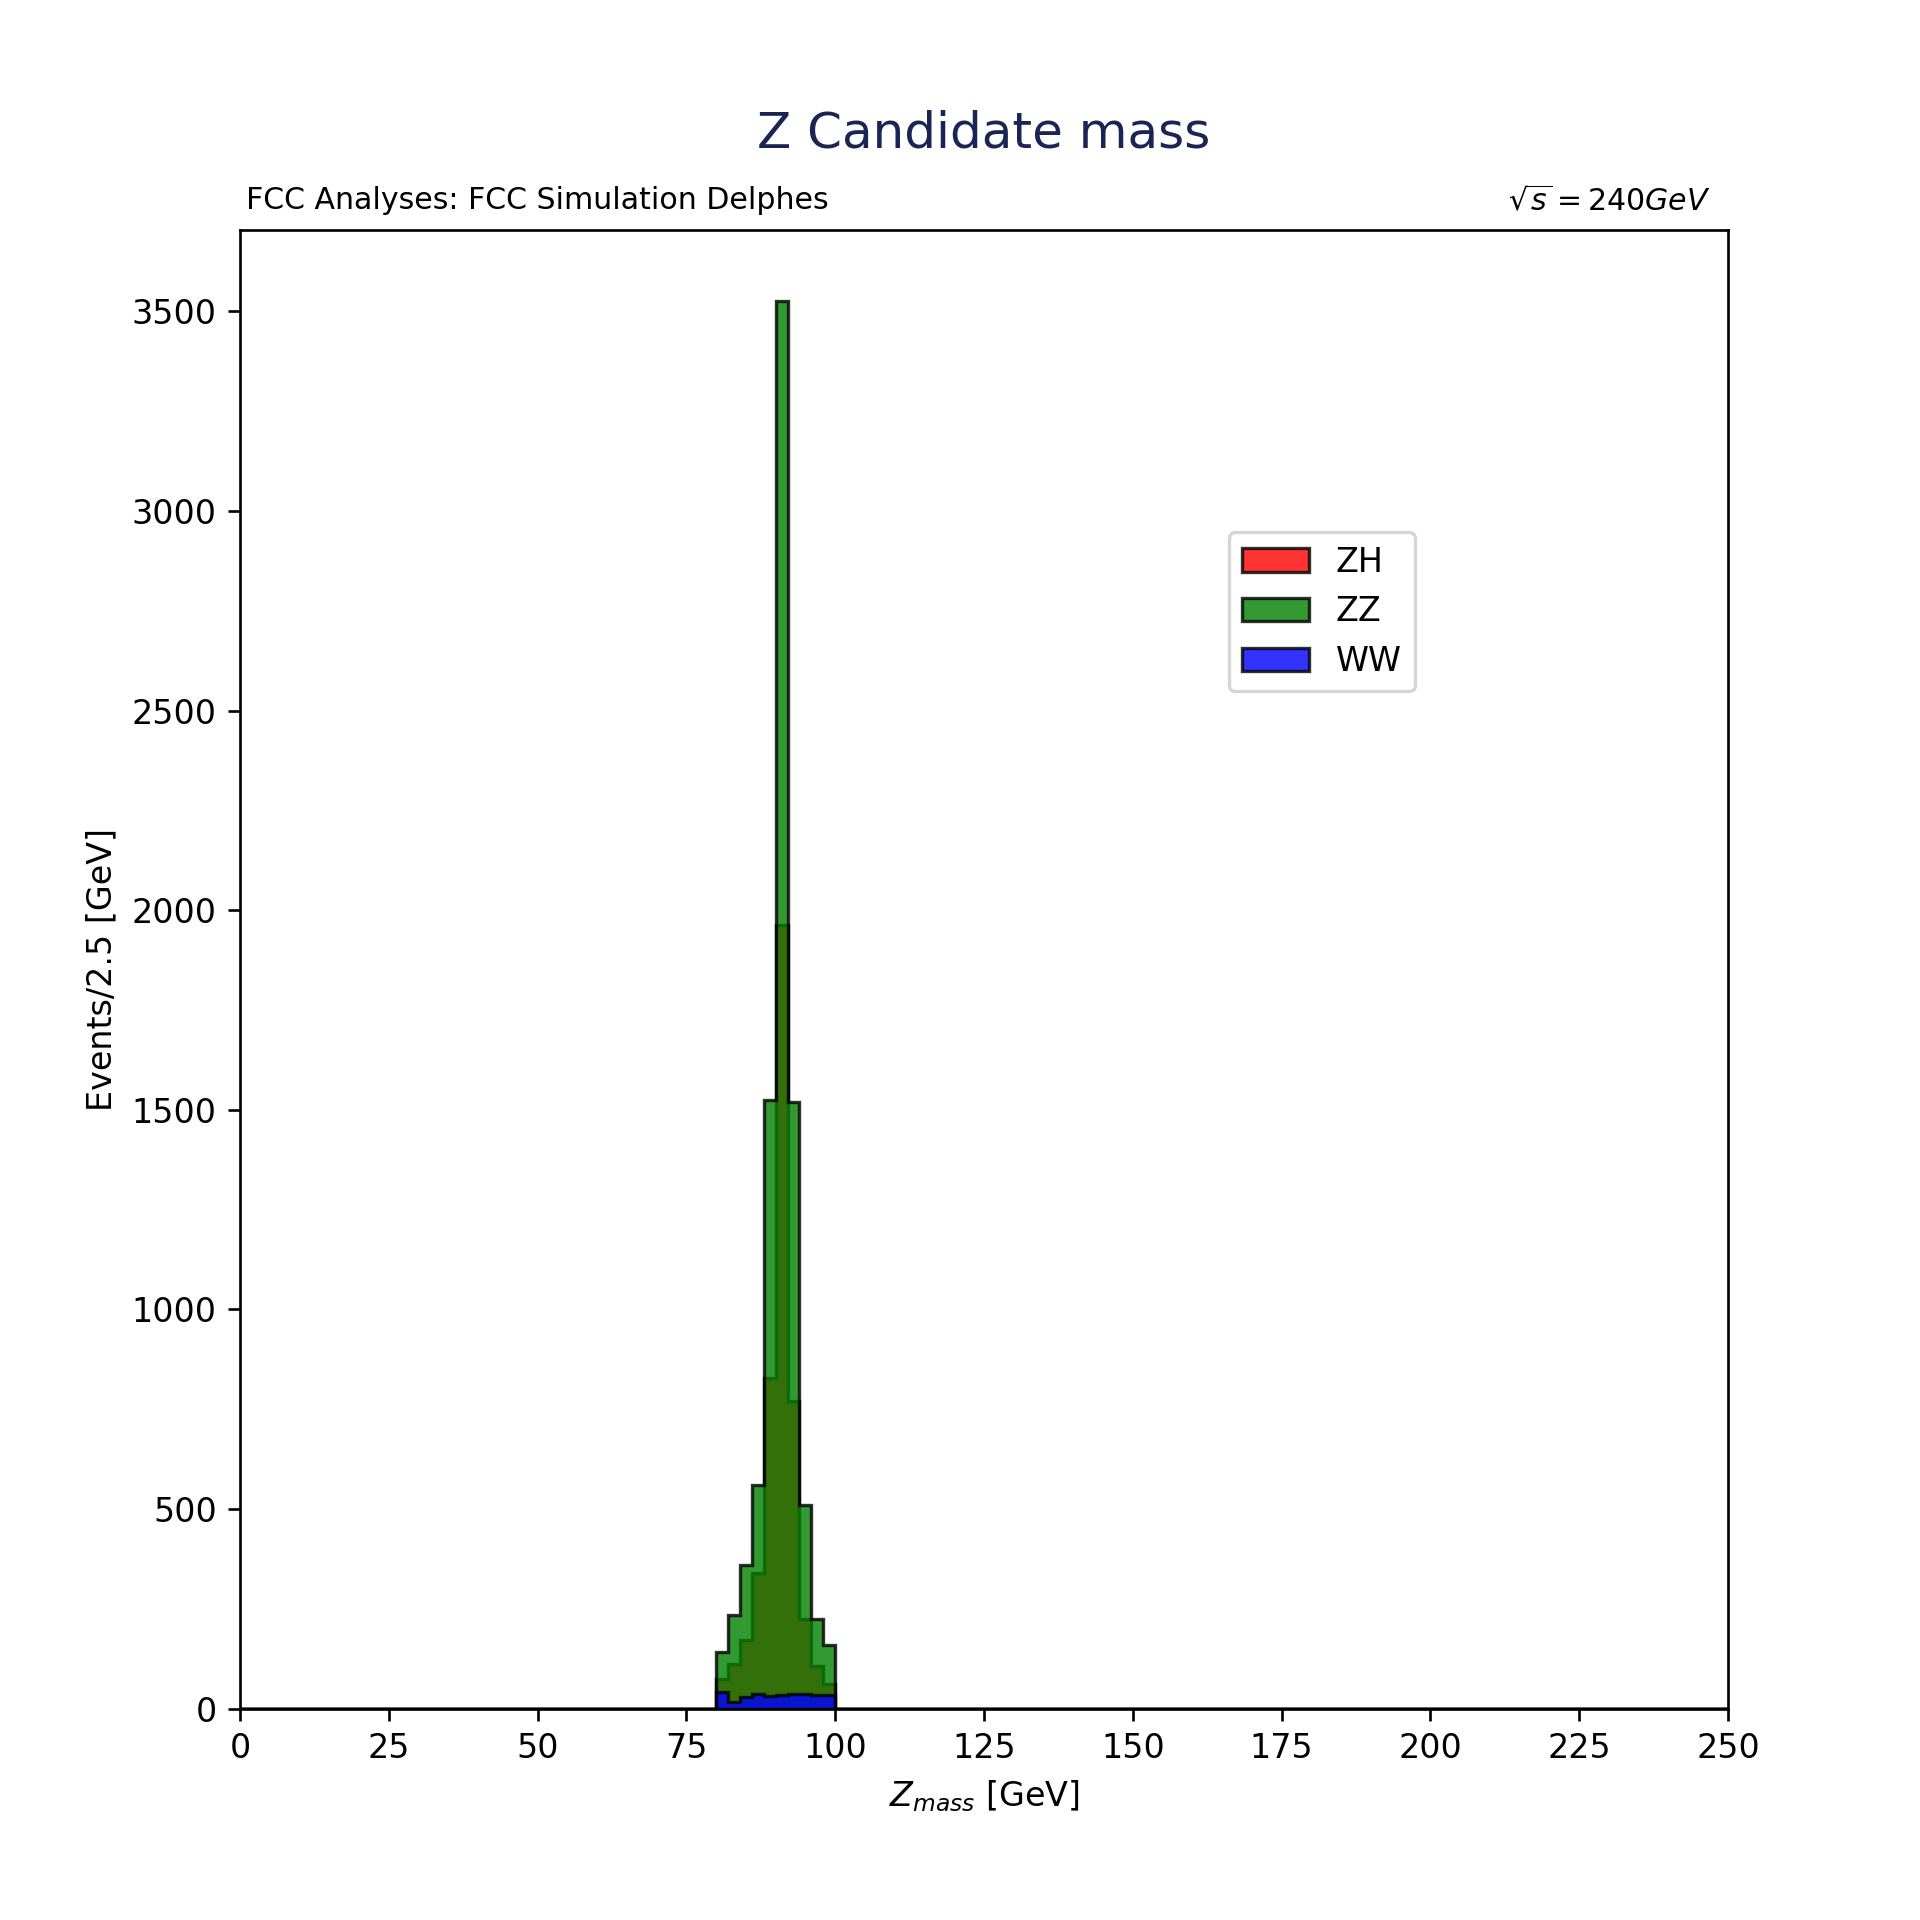 Z Candidate mass
FCC Analyses: FCC Simulation Delphes
√s = 240GeV
3500
3000
2500
2000
1500
1000
500
0
Events/2.5 [GeV]
ZH
ZZ
WW
0 25 50 75 100 125 150 175 200 225 250
Z_mass [GeV]